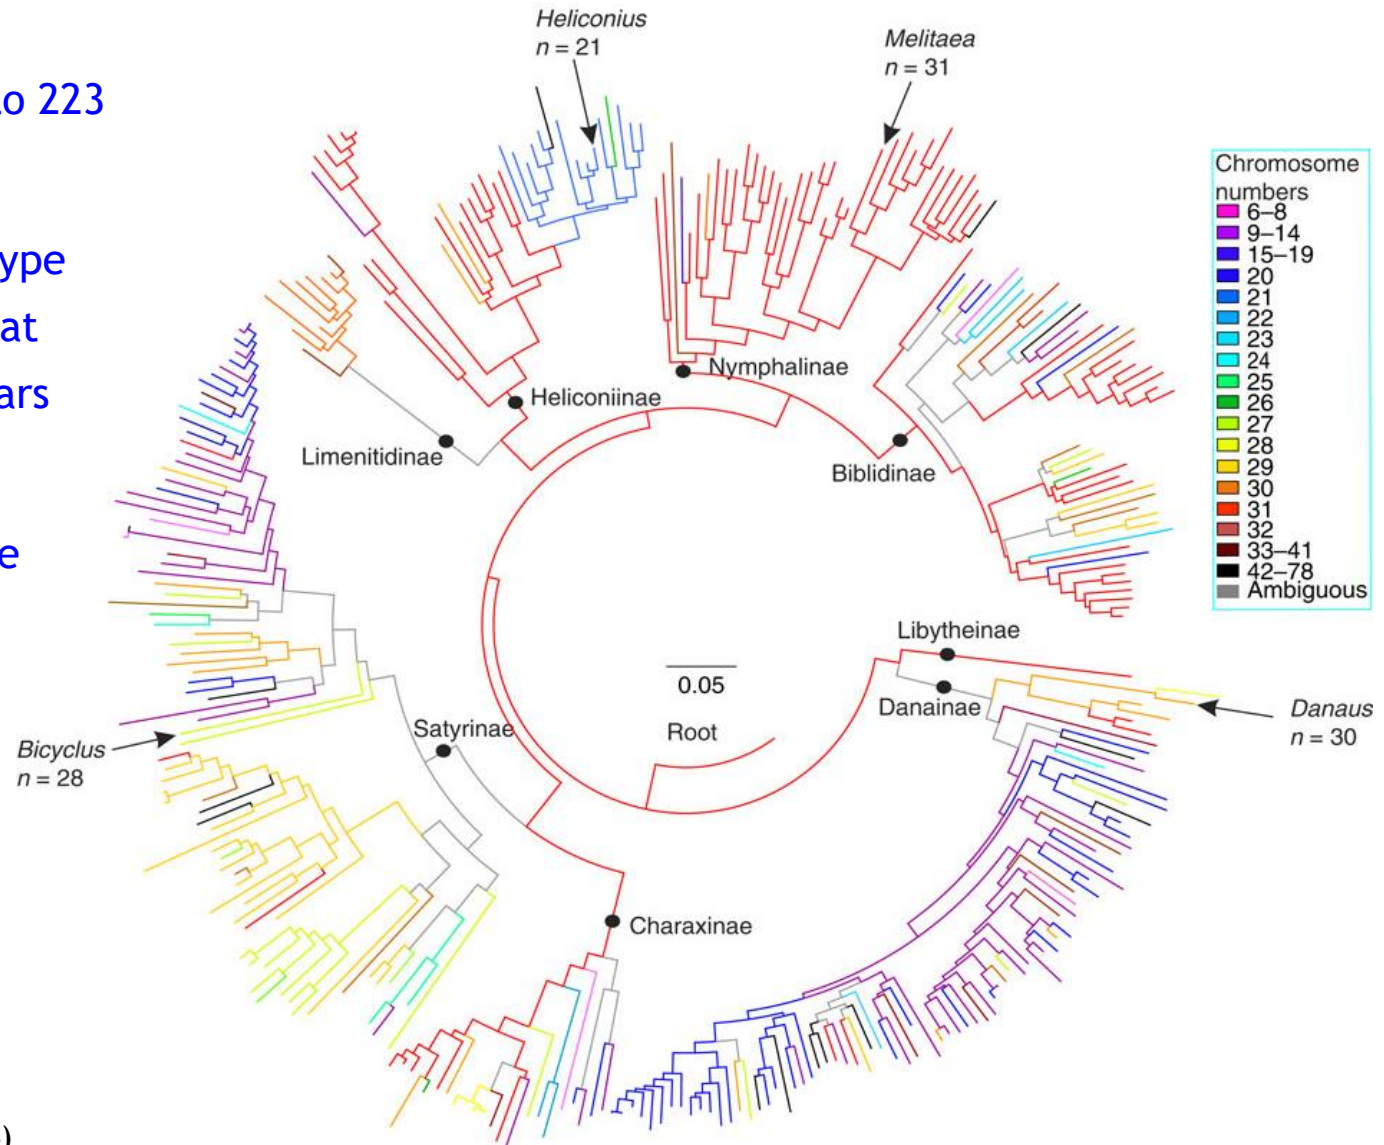 o 223
ype
at
ars
e
)
Heliconius
n = 21
Melitaea
n = 31
Nymphalinae
Heliconiinae
Limenitidinae
Biblidinae
Libytheinae
Danainae
Danaus
n = 30
0.05
Root
Satyrinae
Bicyclus
n = 28
Charaxinae
Chromosome
numbers
6–8
9–14
15–19
20
21
22
23
24
25
26
27
28
29
30
31
32
33–41
42–78
Ambiguous